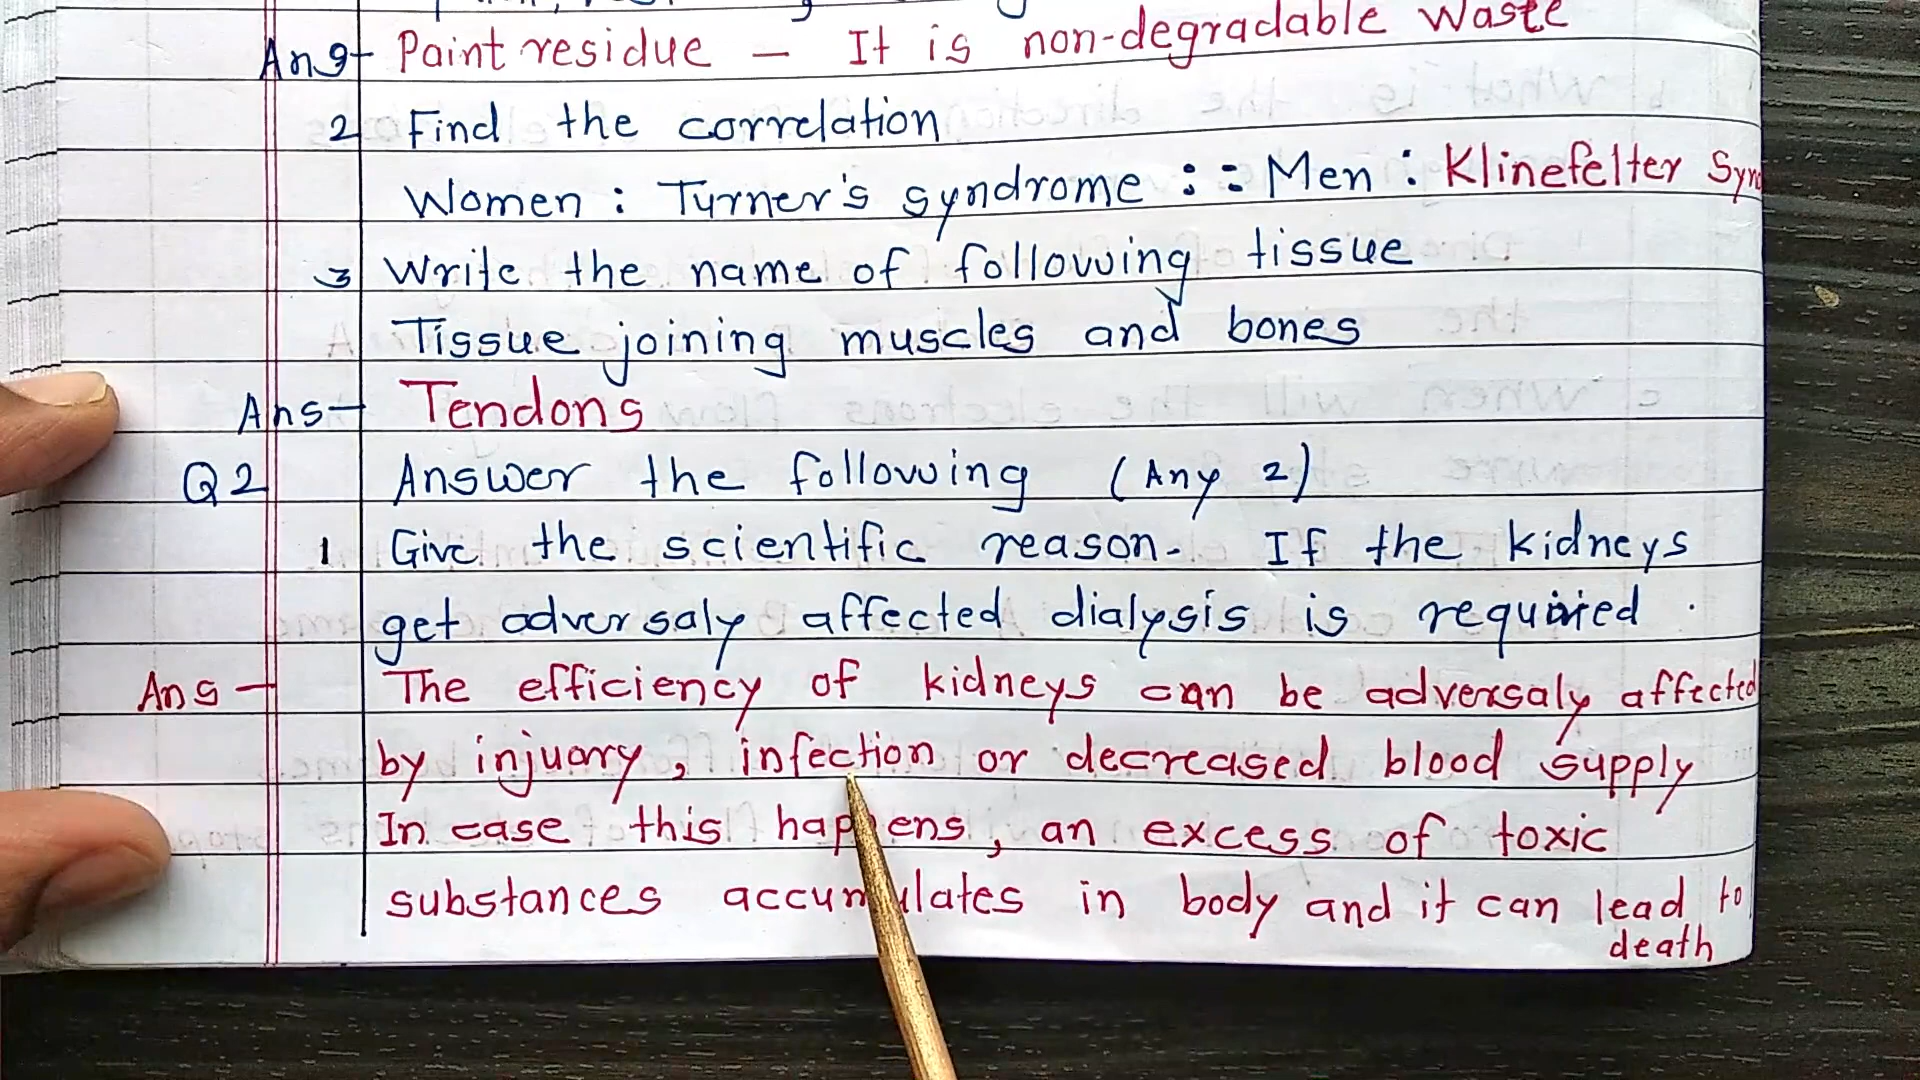 Ans- Paint residue - It is non-degradable waste
2 Find the correlation
Women : Turner's syndrome :: Men : Klinefelter Syn
3 Write the name of following tissue
Tissue joining muscles and bones
Ans- Tendons
Q2 Answer the following (Any 2)
1 Give the scientific reason- If the kidneys
get adversaly affected dialysis is required.
Ans - The efficiency of kidneys can be adversaly affected
by injuary, infection or decreased blood supply
In case this happens, an excess of toxic
substances accumulates in body and it can lead to
death